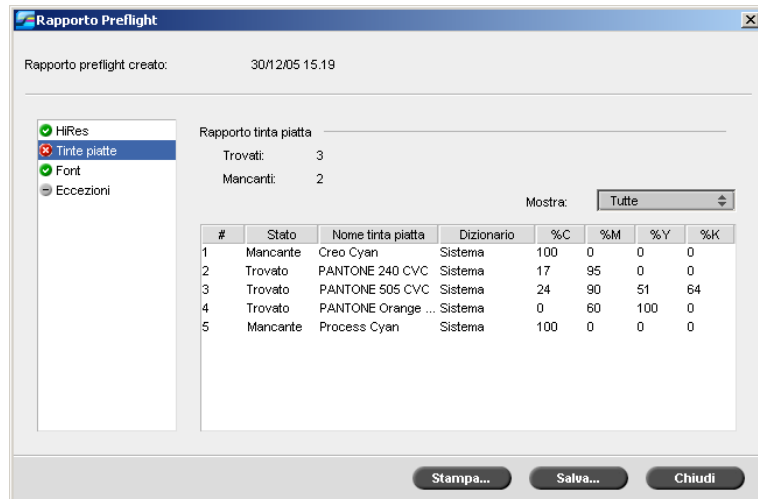 Rapporto Preflight
Rapporto preflight creato: 30/12/05 15.19
HiRes
Tinte piatte
Font
Eccezioni
Rapporto tinta piatta
Trovati: 3
Mancanti: 2
Mostra: Tutte
# Stato Nome tinta piatta Dizionario %C %M %Y %K
1 Mancante Creo Cyan Sistema 100 0 0 0
2 Trovato PANTONE 240 CVC Sistema 17 95 0 0
3 Trovato PANTONE 505 CVC Sistema 24 90 51 64
4 Trovato PANTONE Orange ... Sistema 0 60 100 0
5 Mancante Process Cyan Sistema 100 0 0 0
Stampa... Salva... Chiudi